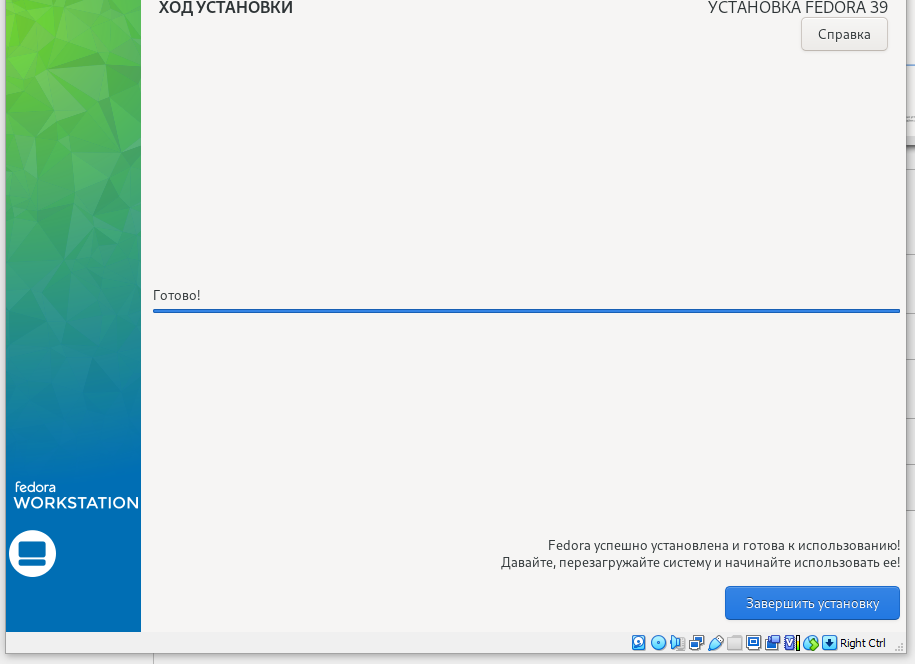 ХОД УСТАНОВКИ
УСТАНОВКА FEDORA 39
Справка
Готово!
fedora
WORKSTATION
Fedora успешно установлена и готова к использованию!
Давайте, перезагружайте систему и начинайте использовать ее!
Завершить установку
Right Ctrl